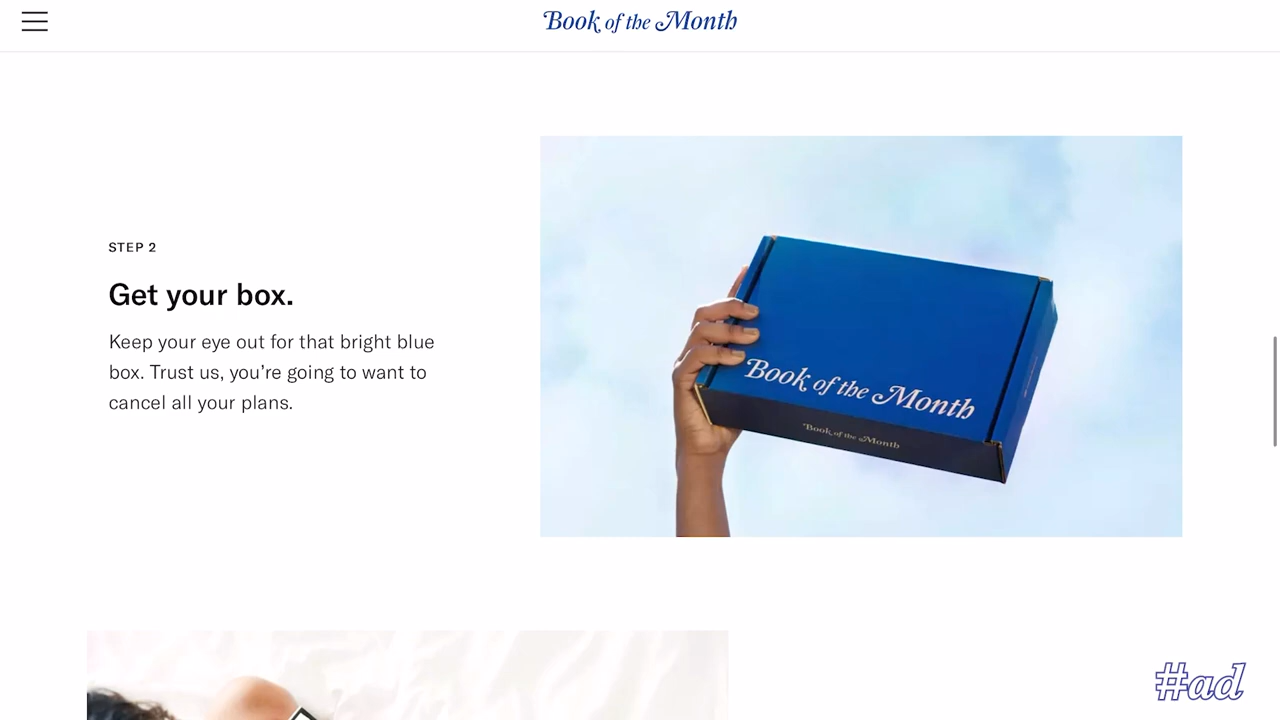 Book of the Month
STEP 2
Get your box.
Keep your eye out for that bright blue
box. Trust us, you’re going to want to
cancel all your plans.
Book of the Month
Book of the Month
#ad